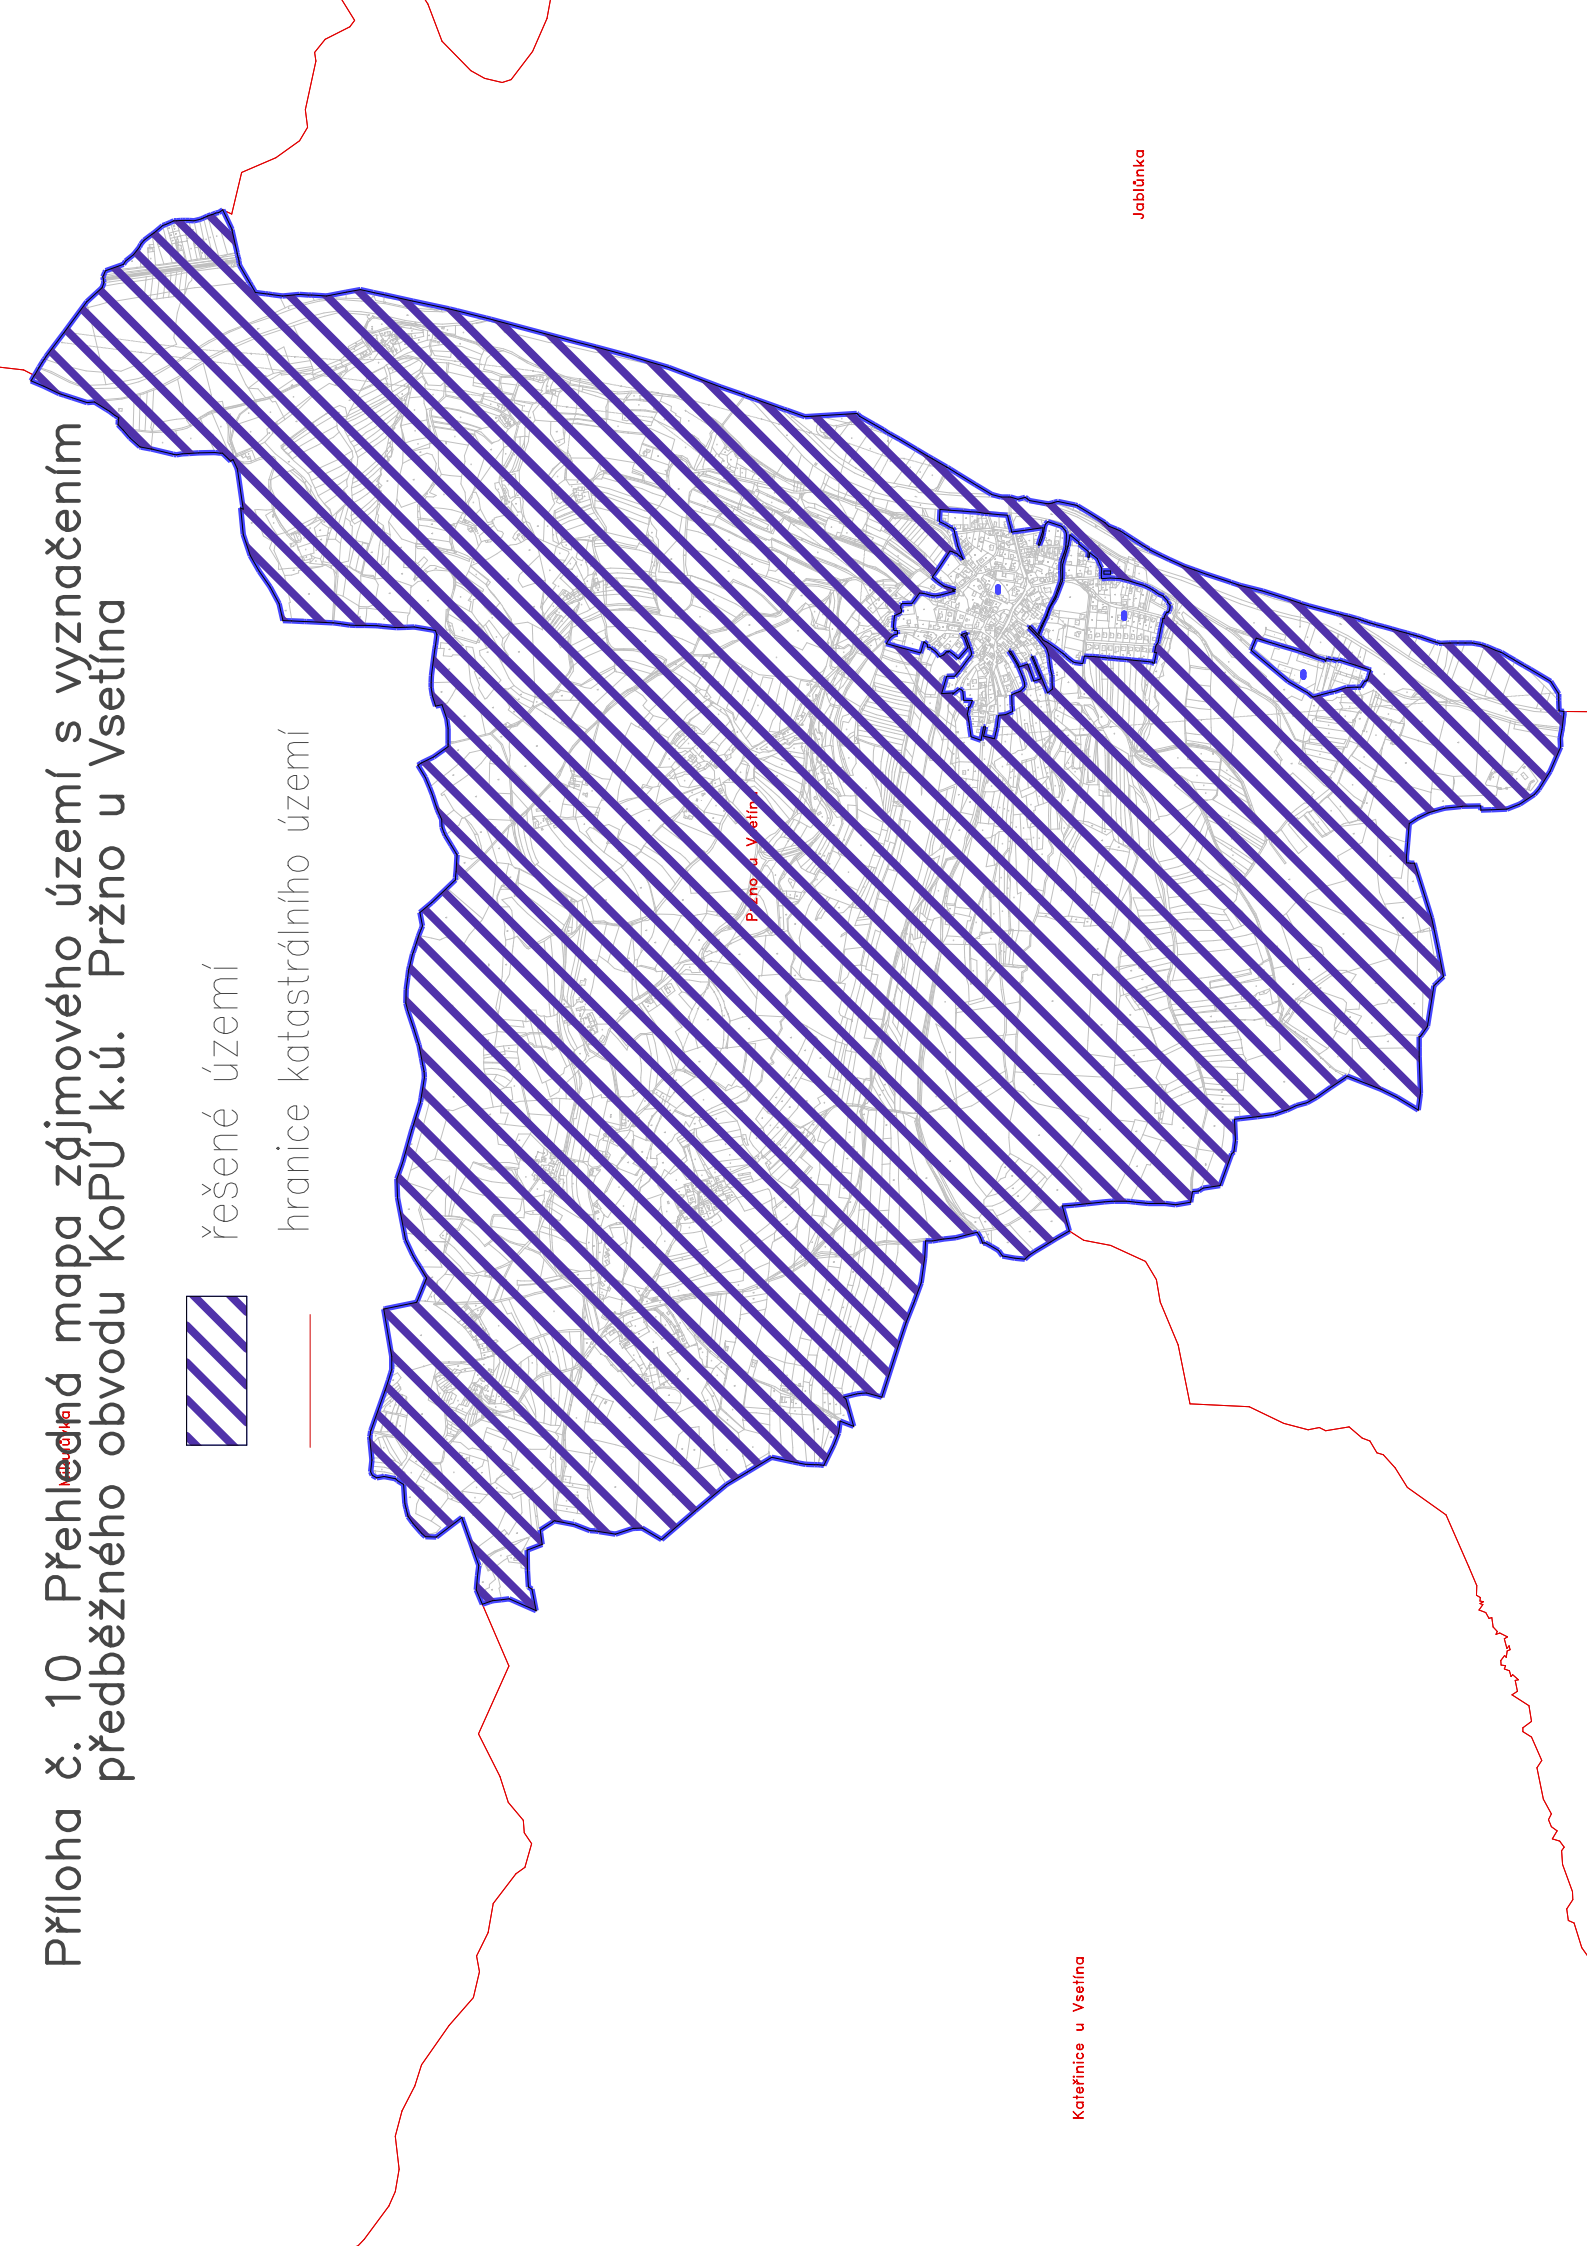 Příloha č. 10 Přehledná mapa zájmového území s vyznačením
předběžného obvodu KoPÚ k.ú. Pržno u Vsetína
řešené území
hranice katastrálního území
Jablůnka
Pržno u Vsetín
Kateřinice u Vsetína